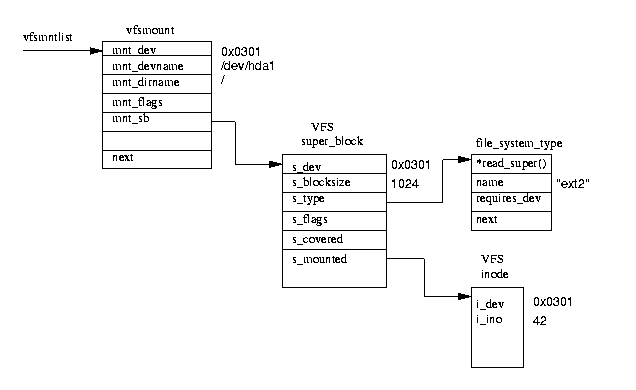 vfsmntlist
vfsmount
mnt_dev 0x0301
mnt_devname /dev/hda1
mnt_dirname /
mnt_flags
mnt_sb
next
VFS
super_block
s_dev 0x0301
s_blocksize 1024
s_type
s_flags
s_covered
s_mounted
file_system_type
*read_super()
name "ext2"
requires_dev
next
VFS
inode
i_dev 0x0301
i_ino 42